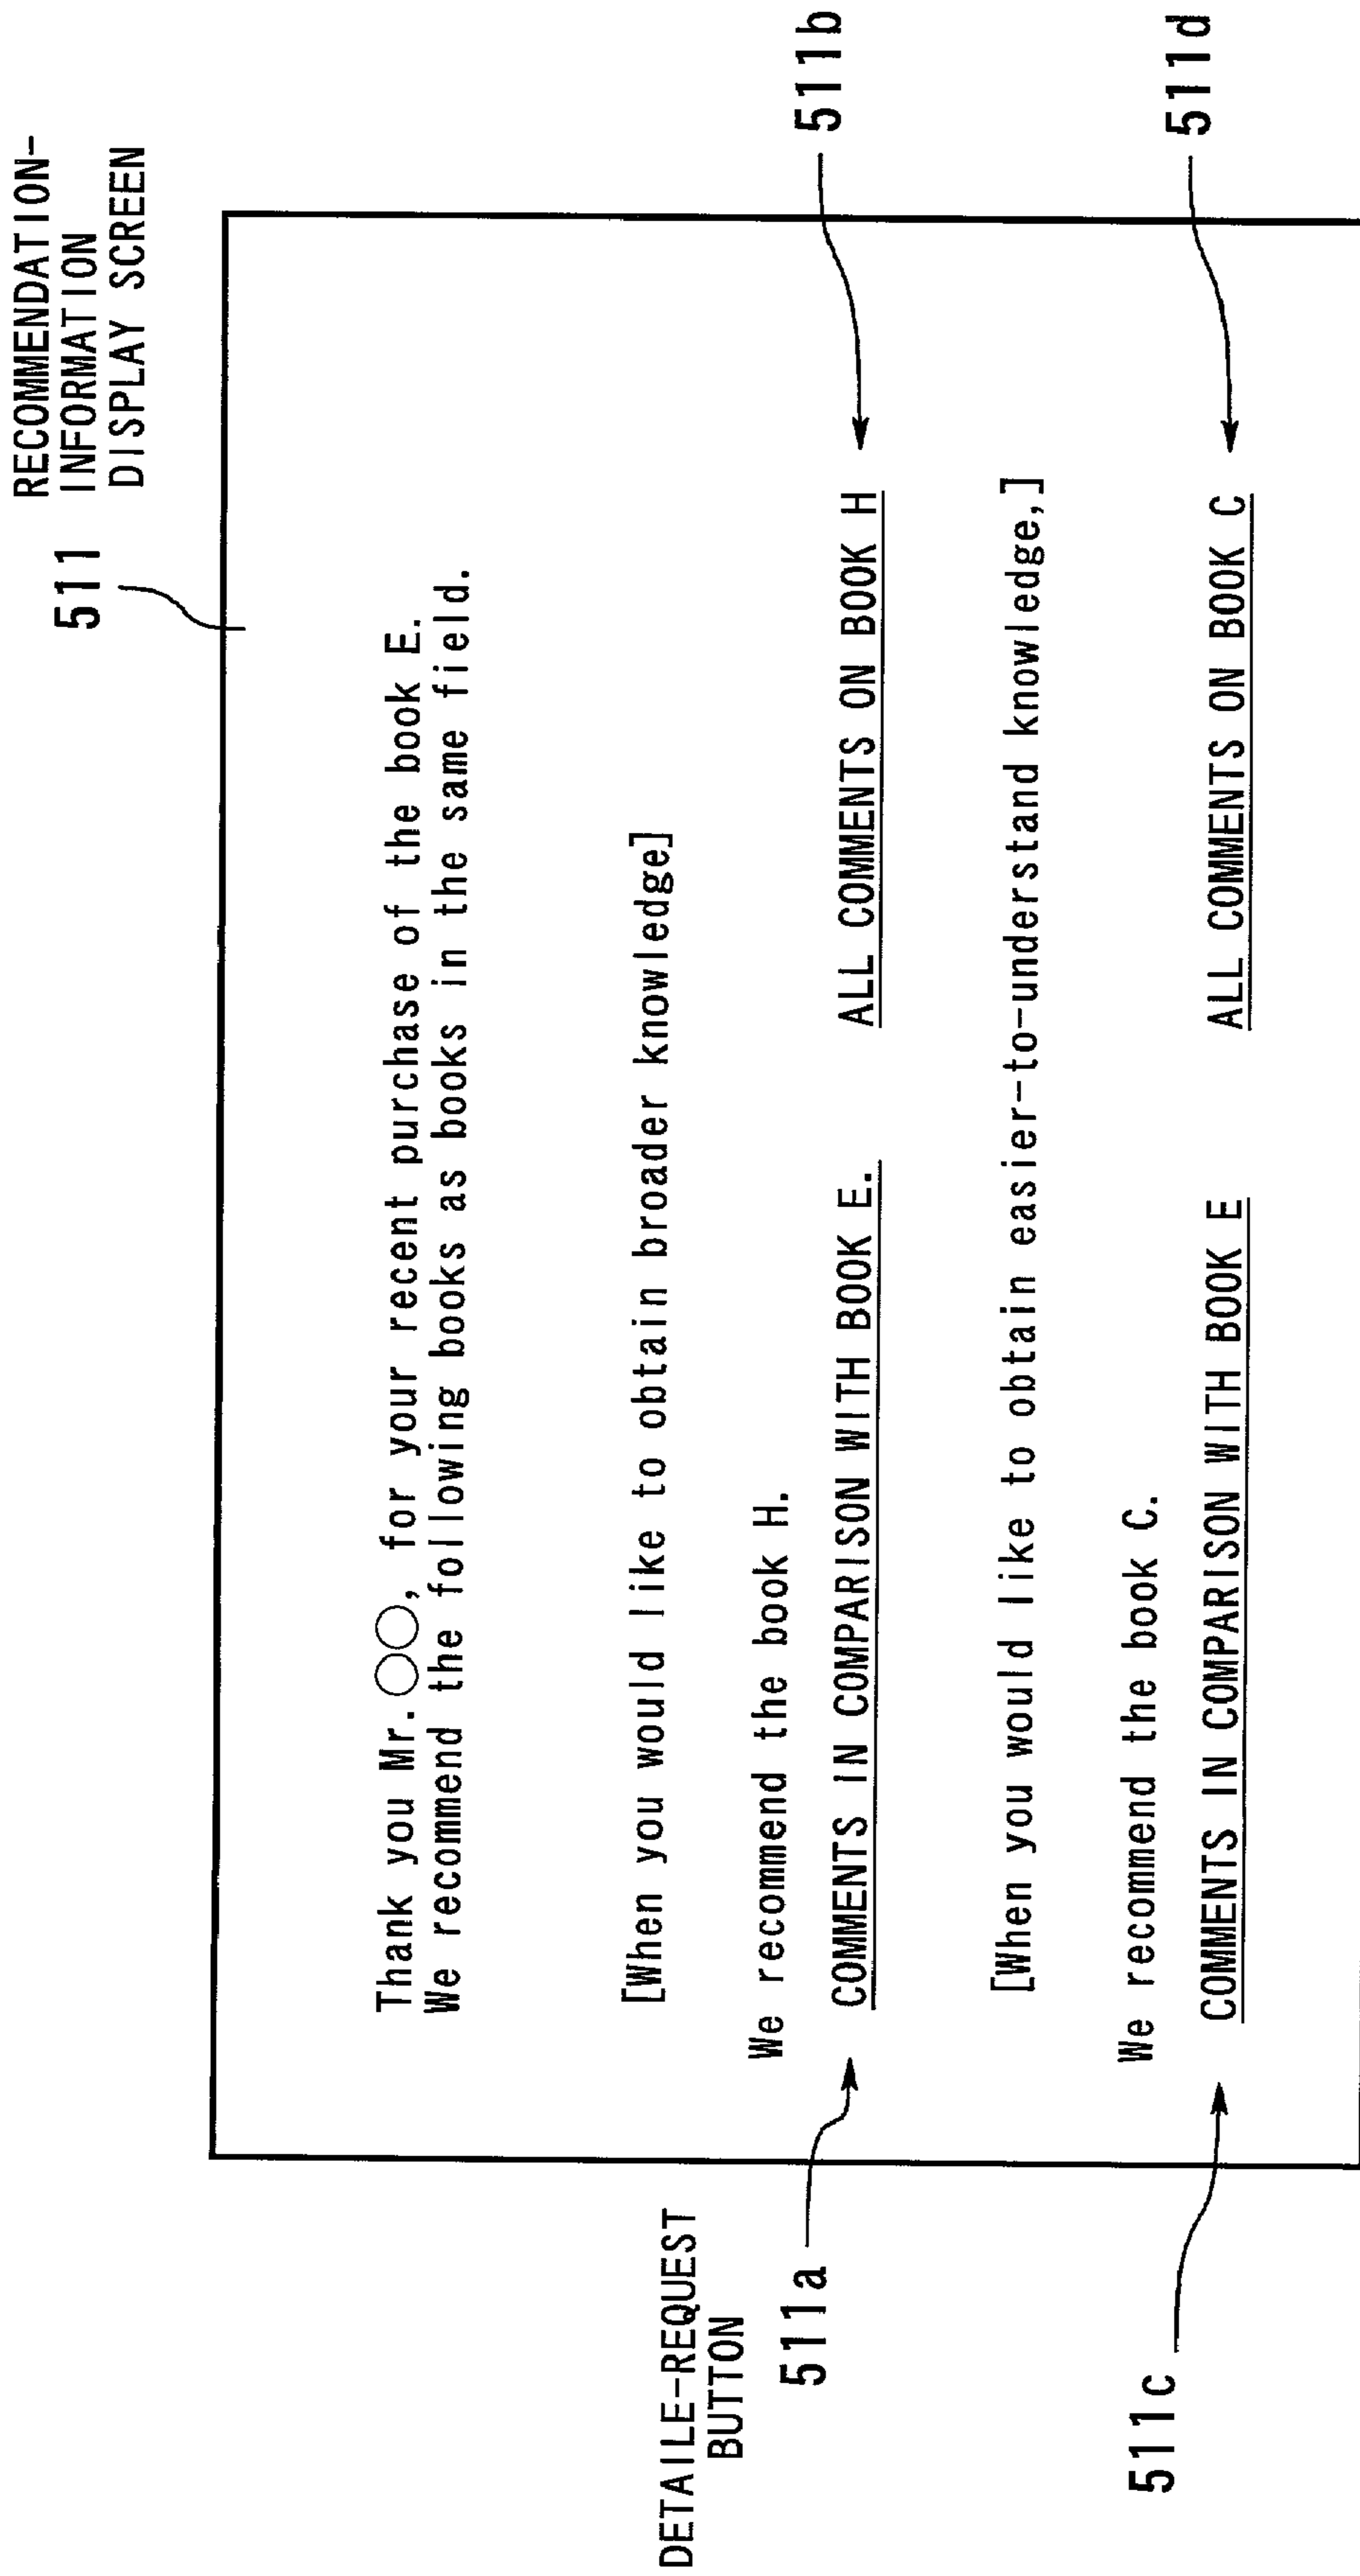 RECOMMENDATION-
INFORMATION
DISPLAY SCREEN
511
Thank you Mr.○○, for your recent purchase of the book E.
We recommend the following books as books in the same field.
[When you would like to obtain broader knowledge]
DETAILE-REQUEST
BUTTON
We recommend the book H.
511a
COMMENTS IN COMPARISON WITH BOOK E.
ALL COMMENTS ON BOOK H
511b
[When you would like to obtain easier-to-understand knowledge,]
We recommend the book C.
511c
COMMENTS IN COMPARISON WITH BOOK E
ALL COMMENTS ON BOOK C
511d